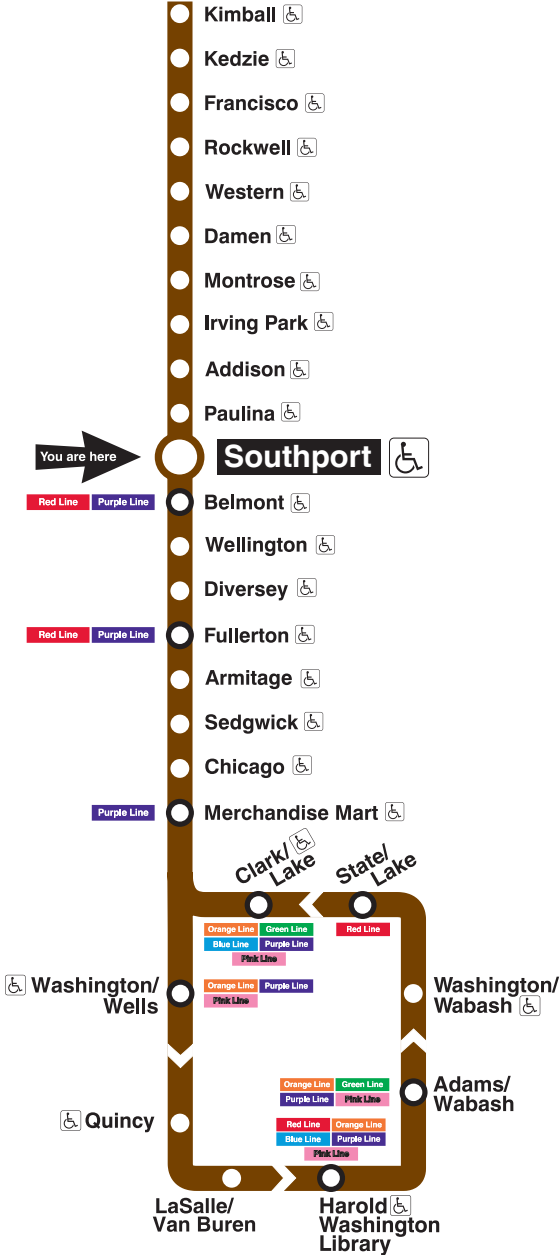 Kimball
Kedzie
Francisco
Rockwell
Western
Damen
Montrose
Irving Park
Addison
Paulina
You are here
Southport
Red Line Purple Line
Belmont
Wellington
Diversey
Red Line Purple Line
Fullerton
Armitage
Sedgwick
Chicago
Purple Line
Merchandise Mart
Clark/
Lake
State/
Lake
Orange Line Green Line
Blue Line Purple Line
Pink Line
Red Line
Washington/
Wells
Orange Line Purple Line
Pink Line
Washington/
Wabash
Orange Line Green Line
Purple Line Pink Line
Adams/
Wabash
Quincy
Red Line Orange Line
Blue Line Purple Line
Pink Line
LaSalle/
Van Buren
Harold
Washington
Library